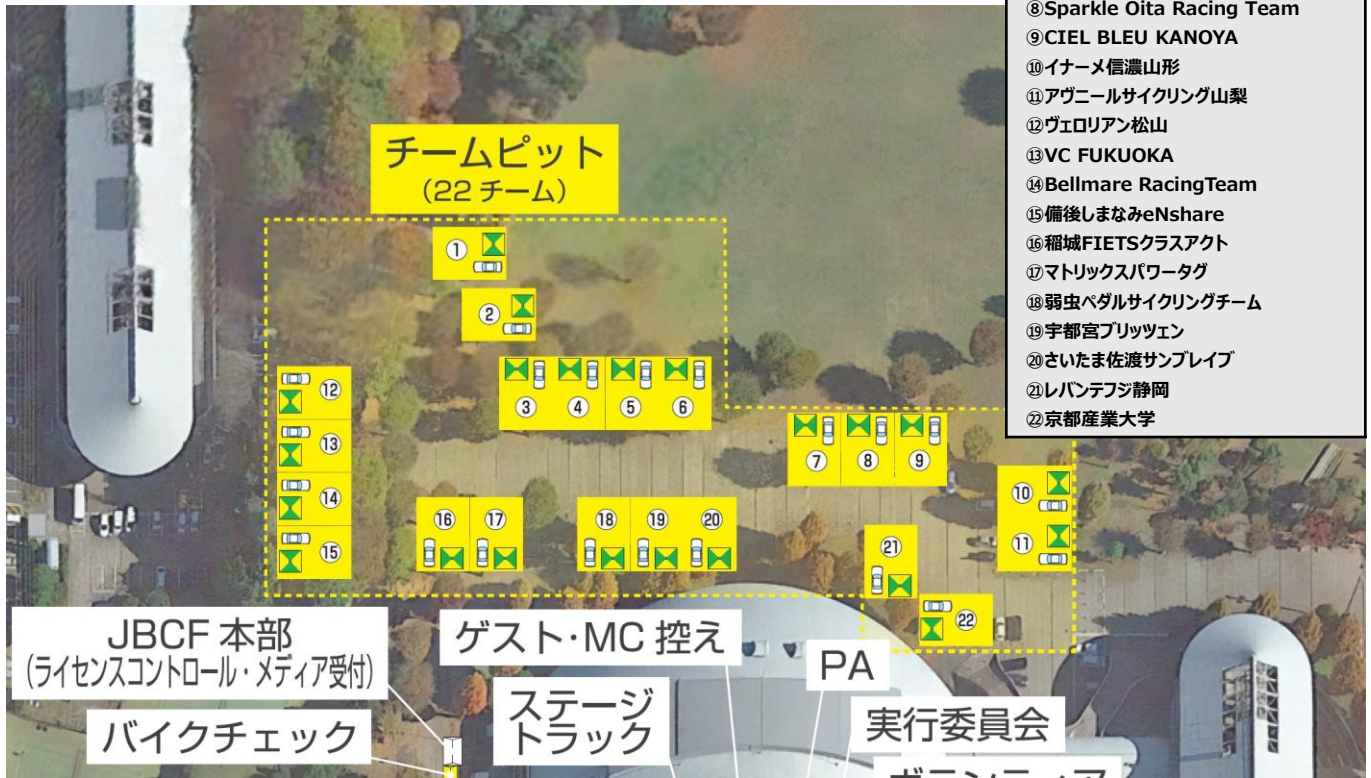 ⑧Sparkle Oita Racing Team
⑨CIEL BLEU KANOYA
⑩イナーメ信濃山形
⑪アヴニールサイクリング山梨
⑫ヴェロリアン松山
⑬VC FUKUOKA
⑭Bellmare RacingTeam
⑮備後しまなみeNshare
⑯稲城FIETSクラスアクト
⑰マトリックスパワータグ
⑱弱虫ペダルサイクリングチーム
⑲宇都宮ブリッツェン
⑳さいたま佐渡サンブレイブ
㉑レバンテフジ静岡
㉒京都産業大学
チームピット
（22 チーム）
①
②
③ ④ ⑤ ⑥
⑦ ⑧ ⑨
⑩
⑪
⑫
⑬
⑭
⑮
⑯ ⑰
⑱ ⑲ ⑳
㉑
㉒
JBCF 本部
（ライセンスコントロール・メディア受付）
バイクチェック
ゲスト・MC 控え
ステージ
トラック
PA
実行委員会
ボランティア